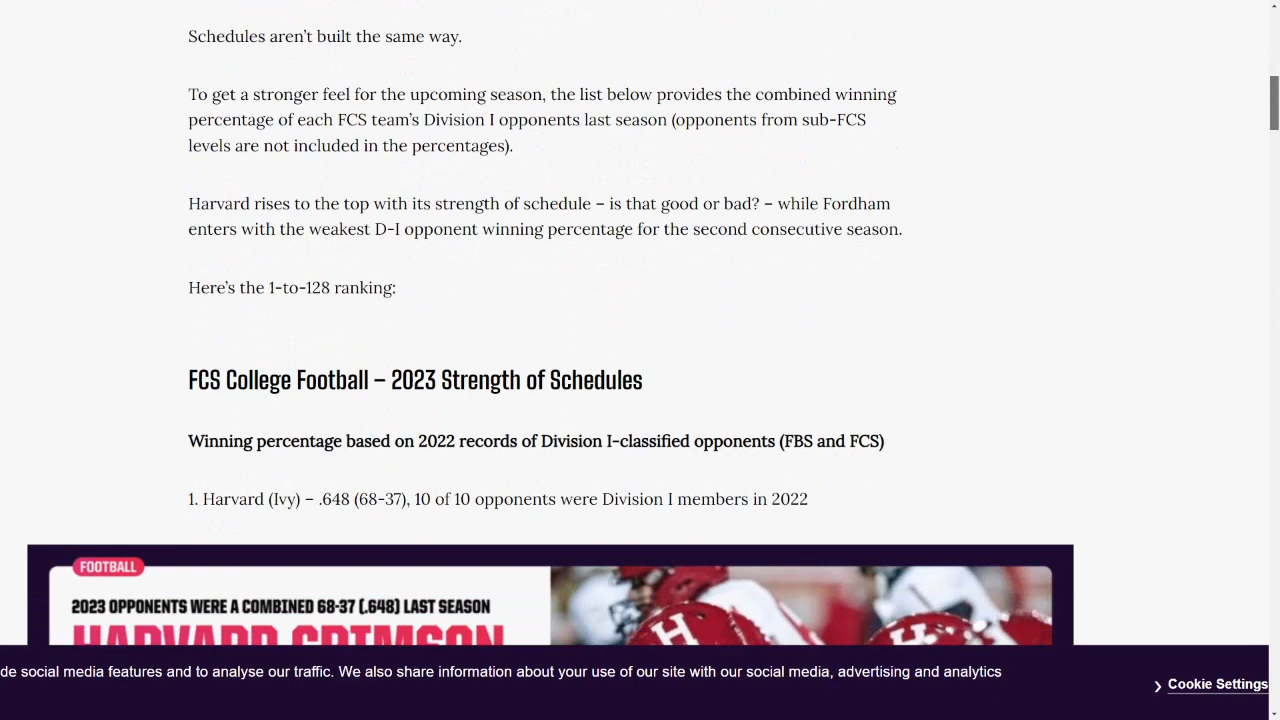 Schedules aren’t built the same way.
To get a stronger feel for the upcoming season, the list below provides the combined winning
percentage of each FCS team’s Division I opponents last season (opponents from sub-FCS
levels are not included in the percentages).
Harvard rises to the top with its strength of schedule – is that good or bad? – while Fordham
enters with the weakest D-I opponent winning percentage for the second consecutive season.
Here’s the 1-to-128 ranking:
FCS College Football – 2023 Strength of Schedules
Winning percentage based on 2022 records of Division I-classified opponents (FBS and FCS)
1. Harvard (Ivy) – .648 (68-37), 10 of 10 opponents were Division I members in 2022
FOOTBALL
2023 OPPONENTS WERE A COMBINED 68-37 (.648) LAST SEASON
HARVARD CRIMSON
H
H
de social media features and to analyse our traffic. We also share information about your use of our site with our social media, advertising and analytics
Cookie Settings